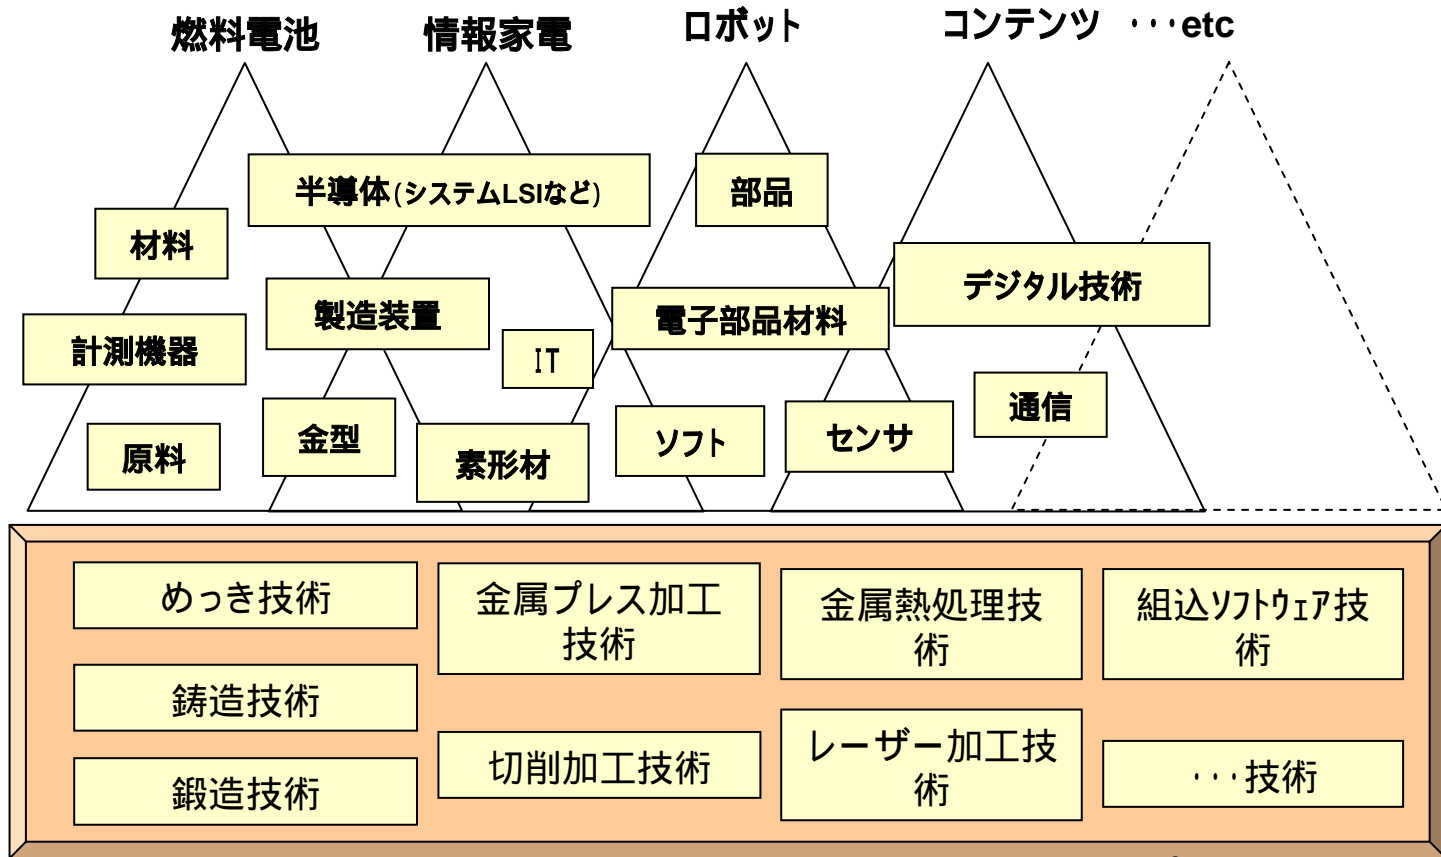 燃料電池
情報家電
ロボット
コンテンツ ・・・etc
半導体(システムLSIなど)
部品
材料
デジタル技術
製造装置
電子部品材料
計測機器
IT
通信
金型
ソフト
センサ
原料
素形材
めっき技術
金属プレス加工
技術
金属熱処理技
術
組込ソフトウェア技
術
鋳造技術
切削加工技術
レーザー加工技
術
・・・技術
鍛造技術